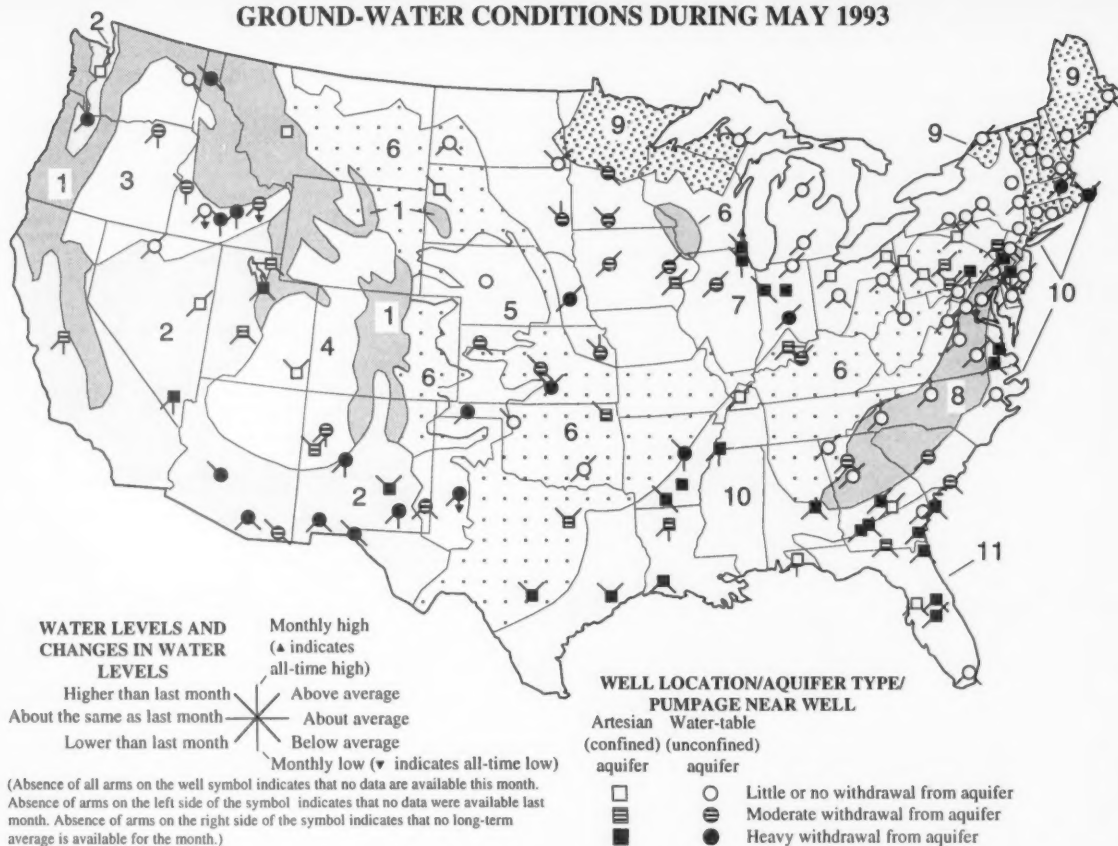 GROUND-WATER CONDITIONS DURING MAY 1993
2
9
9
1
3
6
1
6
10
2
5
7
4
1
6
6
8
6
2
10
11
WATER LEVELS AND
CHANGES IN WATER
LEVELS
Monthly high
(▲ indicates
all-time high)
Higher than last month
Above average
About the same as last month
About average
Lower than last month
Below average
Monthly low (▼ indicates all-time low)
(Absence of all arms on the well symbol indicates that no data are available this month.
Absence of arms on the left side of the symbol indicates that no data were available last
month. Absence of arms on the right side of the symbol indicates that no long-term
average is available for the month.)
WELL LOCATION/AQUIFER TYPE/
PUMPAGE NEAR WELL
Artesian Water-table
(confined) (unconfined)
aquifer aquifer
Little or no withdrawal from aquifer
Moderate withdrawal from aquifer
Heavy withdrawal from aquifer